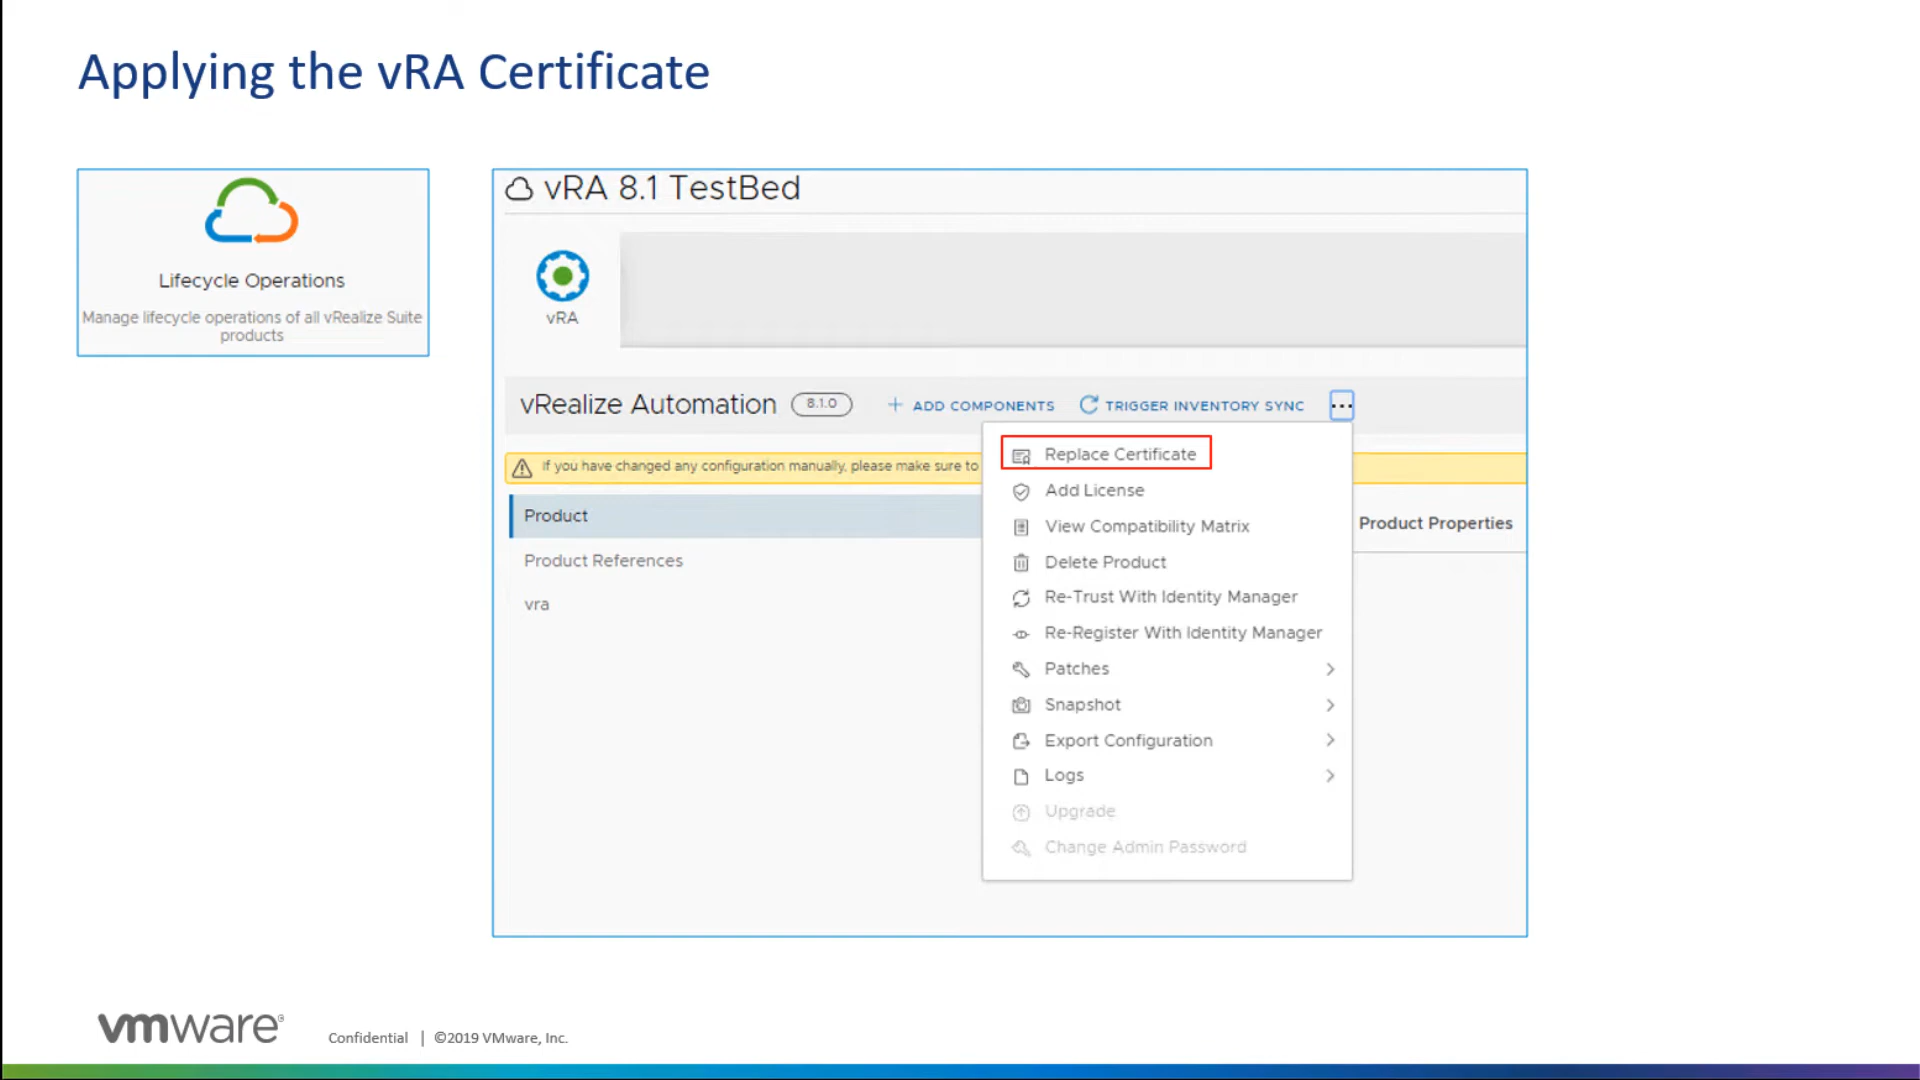 Applying the vRA Certificate
Lifecycle Operations
Manage lifecycle operations of all vRealize Suite
products
vRA 8.1 TestBed
vRA
vRealize Automation 8.1.0 + ADD COMPONENTS TRIGGER INVENTORY SYNC ...
If you have changed any configuration manually, please make sure to
Product
Product References
vra
Replace Certificate
Add License
View Compatibility Matrix
Delete Product
Re-Trust With Identity Manager
Re-Register With Identity Manager
Patches
Snapshot
Export Configuration
Logs
Upgrade
Change Admin Password
Product Properties
vmware®
Confidential | ©2019 VMware, Inc.